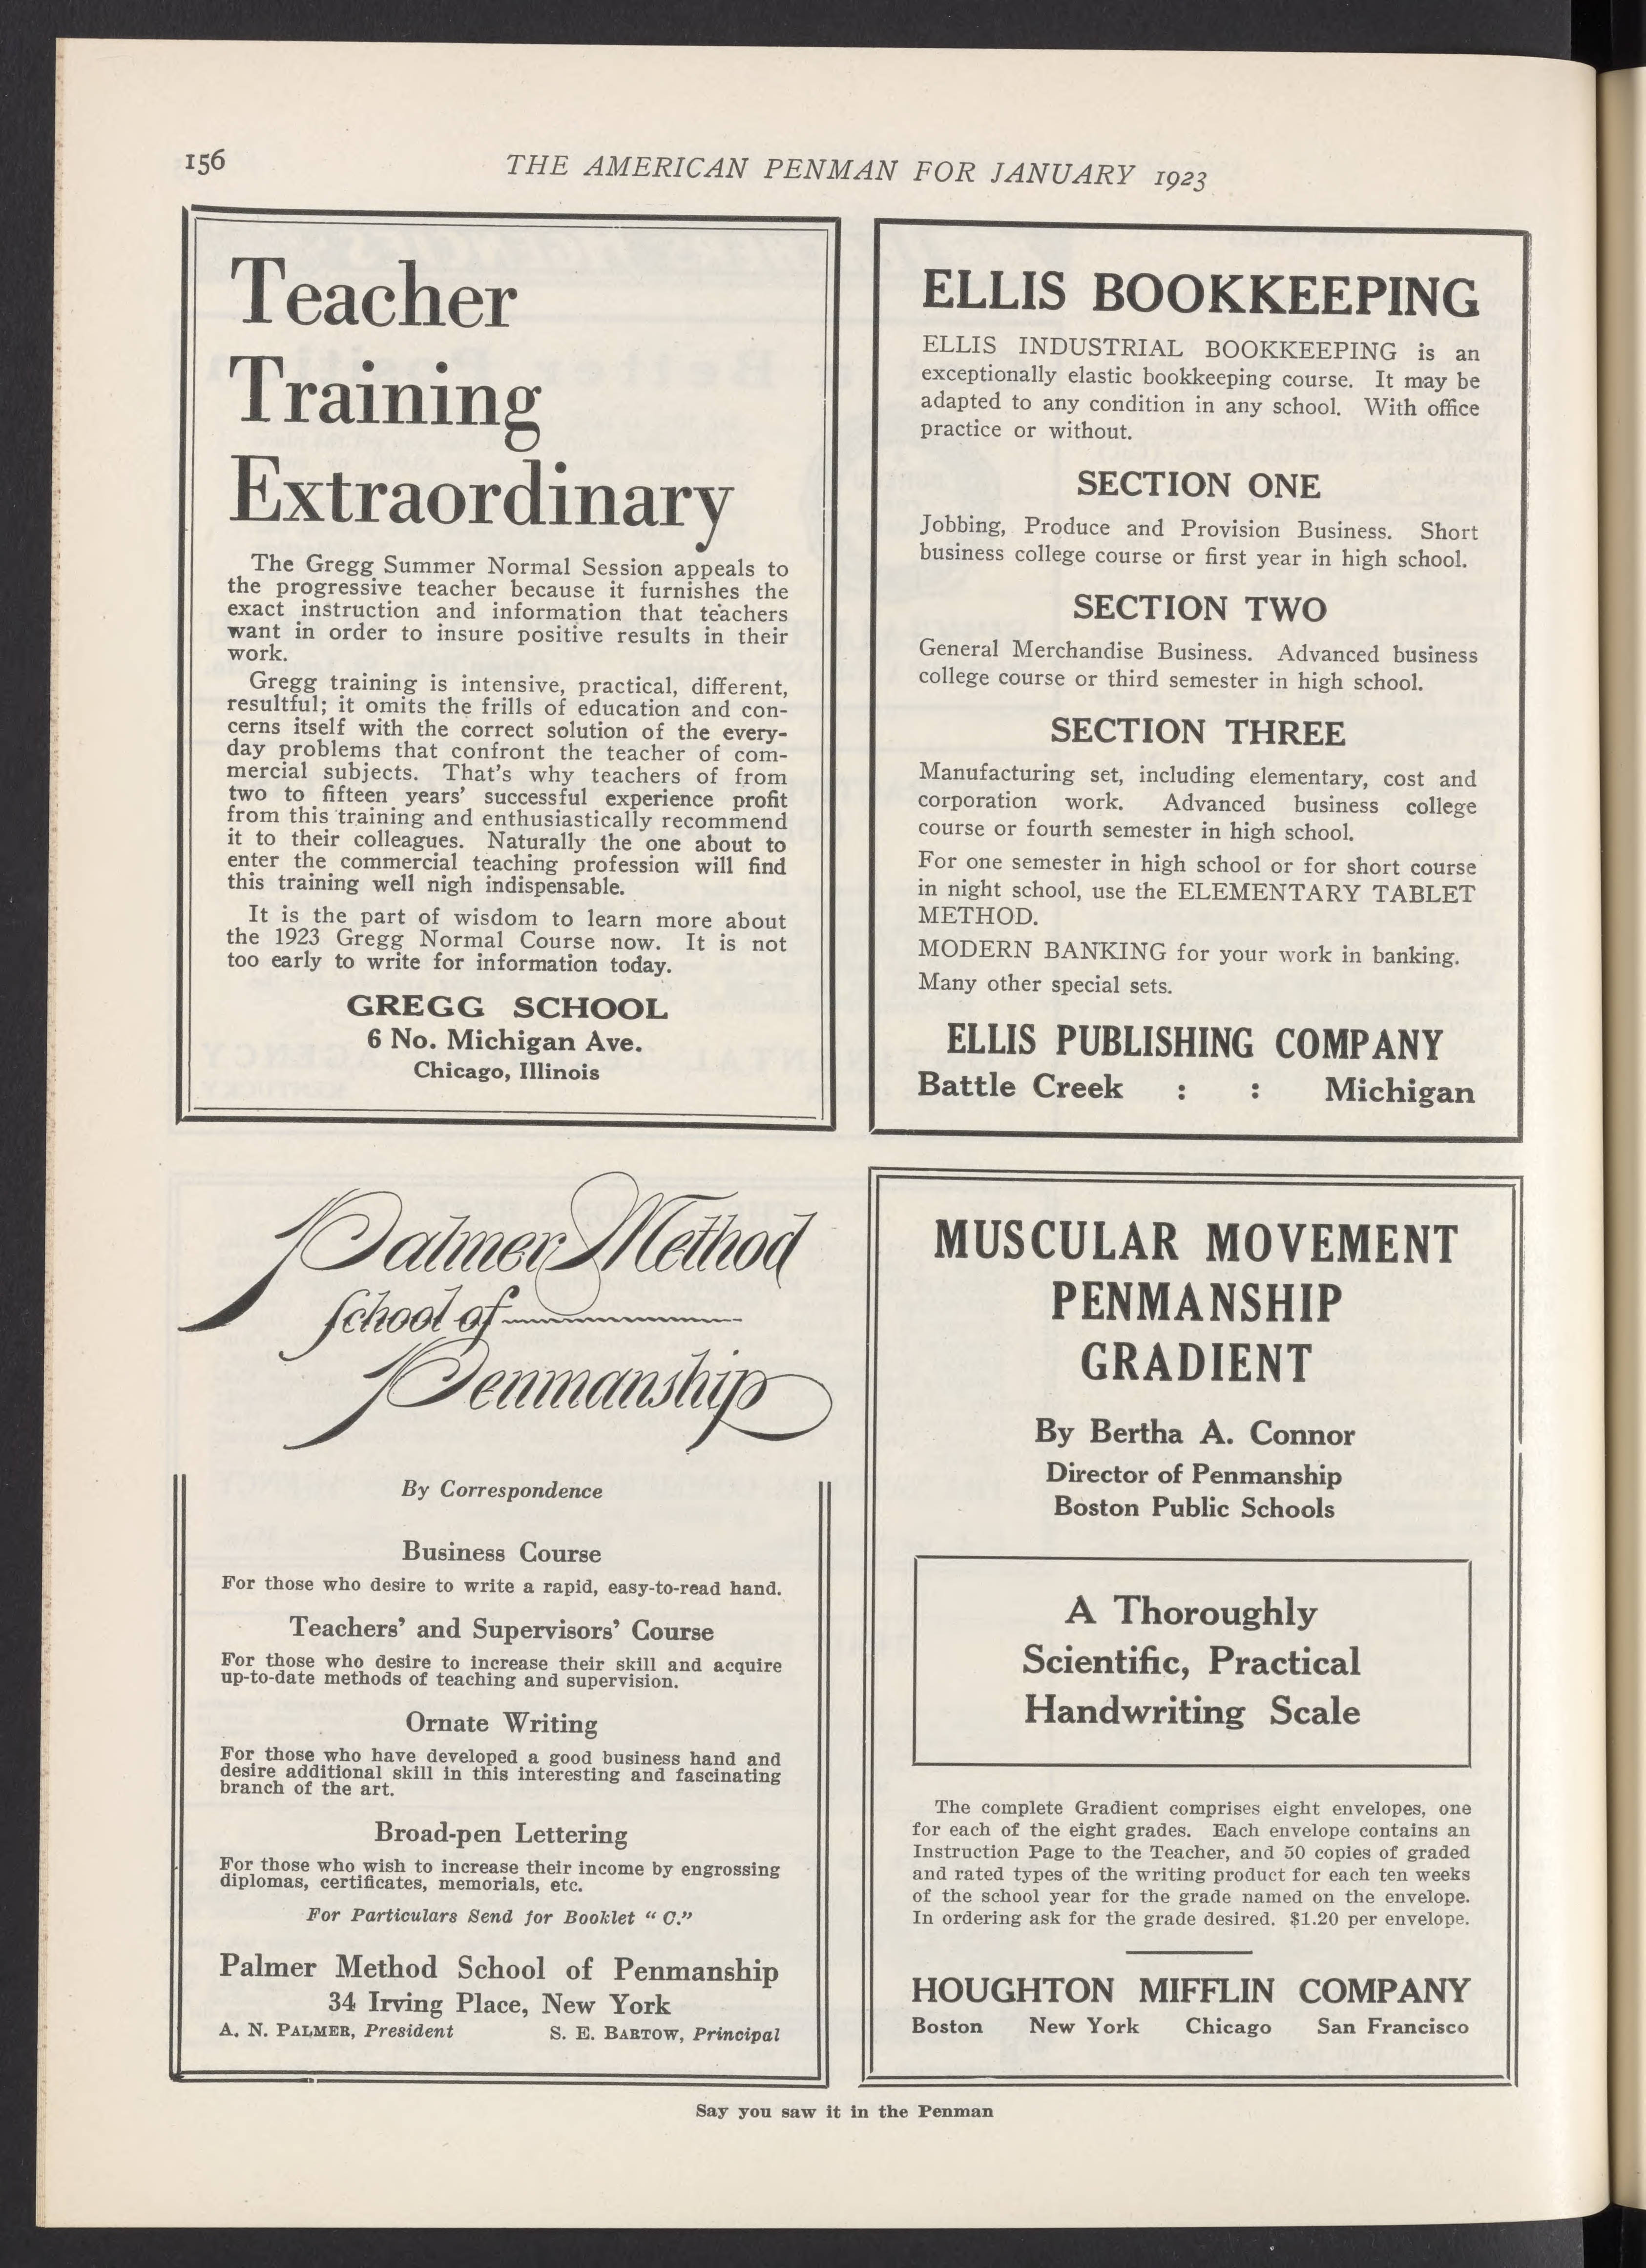 156
THE AMERICAN PENMAN FOR JANUARY 1923
Teacher
Training
Extraordinary
The Gregg Summer Normal Session appeals to
the progressive teacher because it furnishes the
exact instruction and information that teachers
want in order to insure positive results in their
work.
Gregg training is intensive, practical, different,
resultful; it omits the frills of education and con-
cerns itself with the correct solution of the every-
day problems that confront the teacher of com-
mercial subjects. That's why teachers of from
two to fifteen years' successful experience profit
from this training and enthusiastically recommend
it to their colleagues. Naturally the one about to
enter the commercial teaching profession will find
this training well nigh indispensable.
It is the part of wisdom to learn more about
the 1923 Gregg Normal Course now. It is not
too early to write for information today.
GREGG SCHOOL
6 No. Michigan Ave.
Chicago, Illinois
ELLIS BOOKKEEPING
ELLIS INDUSTRIAL BOOKKEEPING is an
exceptionally elastic bookkeeping course. It may be
adapted to any condition in any school. With office
practice or without.
SECTION ONE
Jobbing, Produce and Provision Business. Short
business college course or first year in high school.
SECTION TWO
General Merchandise Business. Advanced business
college course or third semester in high school.
SECTION THREE
Manufacturing set, including elementary, cost and
corporation work. Advanced business college
course or fourth semester in high school.
For one semester in high school or for short course
in night school, use the ELEMENTARY TABLET
METHOD.
MODERN BANKING for your work in banking.
Many other special sets.
ELLIS PUBLISHING COMPANY
Battle Creek : : Michigan
Palmer Method
School of
Penmanship
By Correspondence
Business Course
For those who desire to write a rapid, easy-to-read hand.
Teachers' and Supervisors' Course
For those who desire to increase their skill and acquire
up-to-date methods of teaching and supervision.
Ornate Writing
For those who have developed a good business hand and
desire additional skill in this interesting and fascinating
branch of the art.
Broad-pen Lettering
For those who wish to increase their income by engrossing
diplomas, certificates, memorials, etc.
For Particulars Send for Booklet "C."
Palmer Method School of Penmanship
34 Irving Place, New York
A. N. PALMER, President S. E. BARTOW, Principal
MUSCULAR MOVEMENT
PENMANSHIP
GRADIENT
By Bertha A. Connor
Director of Penmanship
Boston Public Schools
A Thoroughly
Scientific, Practical
Handwriting Scale
The complete Gradient comprises eight envelopes, one
for each of the eight grades. Each envelope contains an
Instruction Page to the Teacher, and 50 copies of graded
and rated types of the writing product for each ten weeks
of the school year for the grade named on the envelope.
In ordering ask for the grade desired. $1.20 per envelope.
HOUGHTON MIFFLIN COMPANY
Boston New York Chicago San Francisco
Say you saw it in the Penman